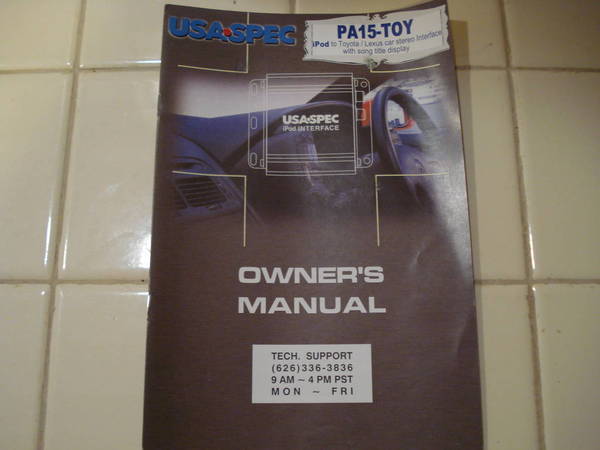 USA★SPEC
PA15-TOY
iPod to Toyota / Lexus car stereo Interface
with song title display
USA★SPEC
iPod INTERFACE
OWNER'S
MANUAL
TECH. SUPPORT
(626)336-3836
9 AM ~ 4 PM PST
MON ~ FRI